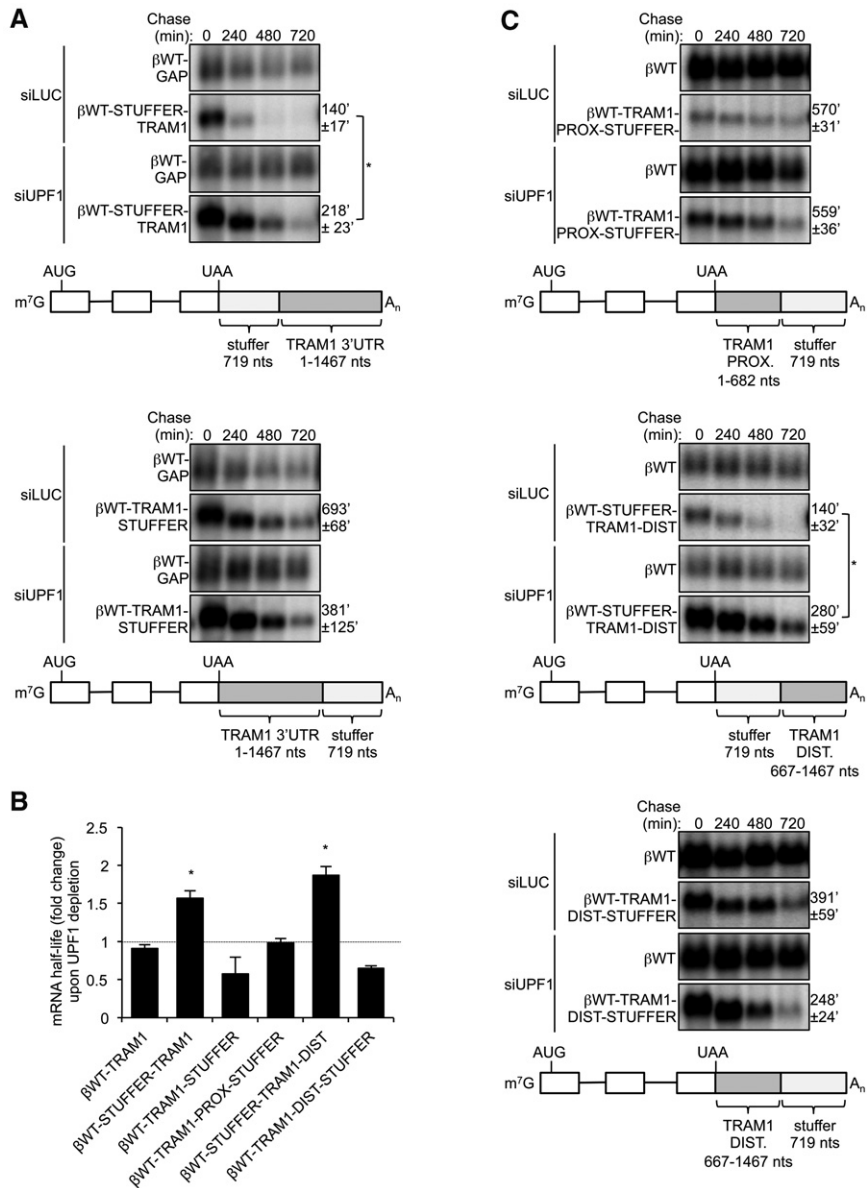 A
Chase
(min): 0 240 480 720
siLUC
βWT-
GAP
βWT-STUFFER-
TRAM1
140’
±17’
*
siUPF1
βWT-
GAP
βWT-STUFFER-
TRAM1
218’
± 23’
AUG
UAA
m⁷G
Aₙ
stuffer
719 nts
TRAM1 3’UTR
1-1467 nts
Chase
(min): 0 240 480 720
siLUC
βWT-
GAP
βWT-TRAM1-
STUFFER
693’
±68’
siUPF1
βWT-
GAP
βWT-TRAM1-
STUFFER
381’
±125’
AUG
UAA
m⁷G
Aₙ
TRAM1 3’UTR
1-1467 nts
stuffer
719 nts
B
mRNA half-life (fold change)
upon UPF1 depletion
2.5
2
1.5
1
0.5
0
*
*
βWT-TRAM1
βWT-STUFFER-TRAM1
βWT-TRAM1-STUFFER
βWT-TRAM1-PROX-STUFFER
βWT-STUFFER-TRAM1-DIST
βWT-TRAM1-DIST-STUFFER
C
Chase
(min): 0 240 480 720
siLUC
βWT
βWT-TRAM1-
PROX-STUFFER-
570’
±31’
siUPF1
βWT
βWT-TRAM1-
PROX-STUFFER-
559’
±36’
AUG
UAA
m⁷G
Aₙ
TRAM1
PROX.
1-682 nts
stuffer
719 nts
Chase
(min): 0 240 480 720
siLUC
βWT
βWT-STUFFER-
TRAM1-DIST
140’
±32’
*
siUPF1
βWT
βWT-STUFFER-
TRAM1-DIST
280’
±59’
AUG
UAA
m⁷G
Aₙ
stuffer
719 nts
TRAM1
DIST.
667-1467 nts
Chase
(min): 0 240 480 720
siLUC
βWT
βWT-TRAM1-
DIST-STUFFER
391’
±59’
siUPF1
βWT
βWT-TRAM1-
DIST-STUFFER
248’
±24’
AUG
UAA
m⁷G
Aₙ
TRAM1
DIST.
667-1467 nts
stuffer
719 nts